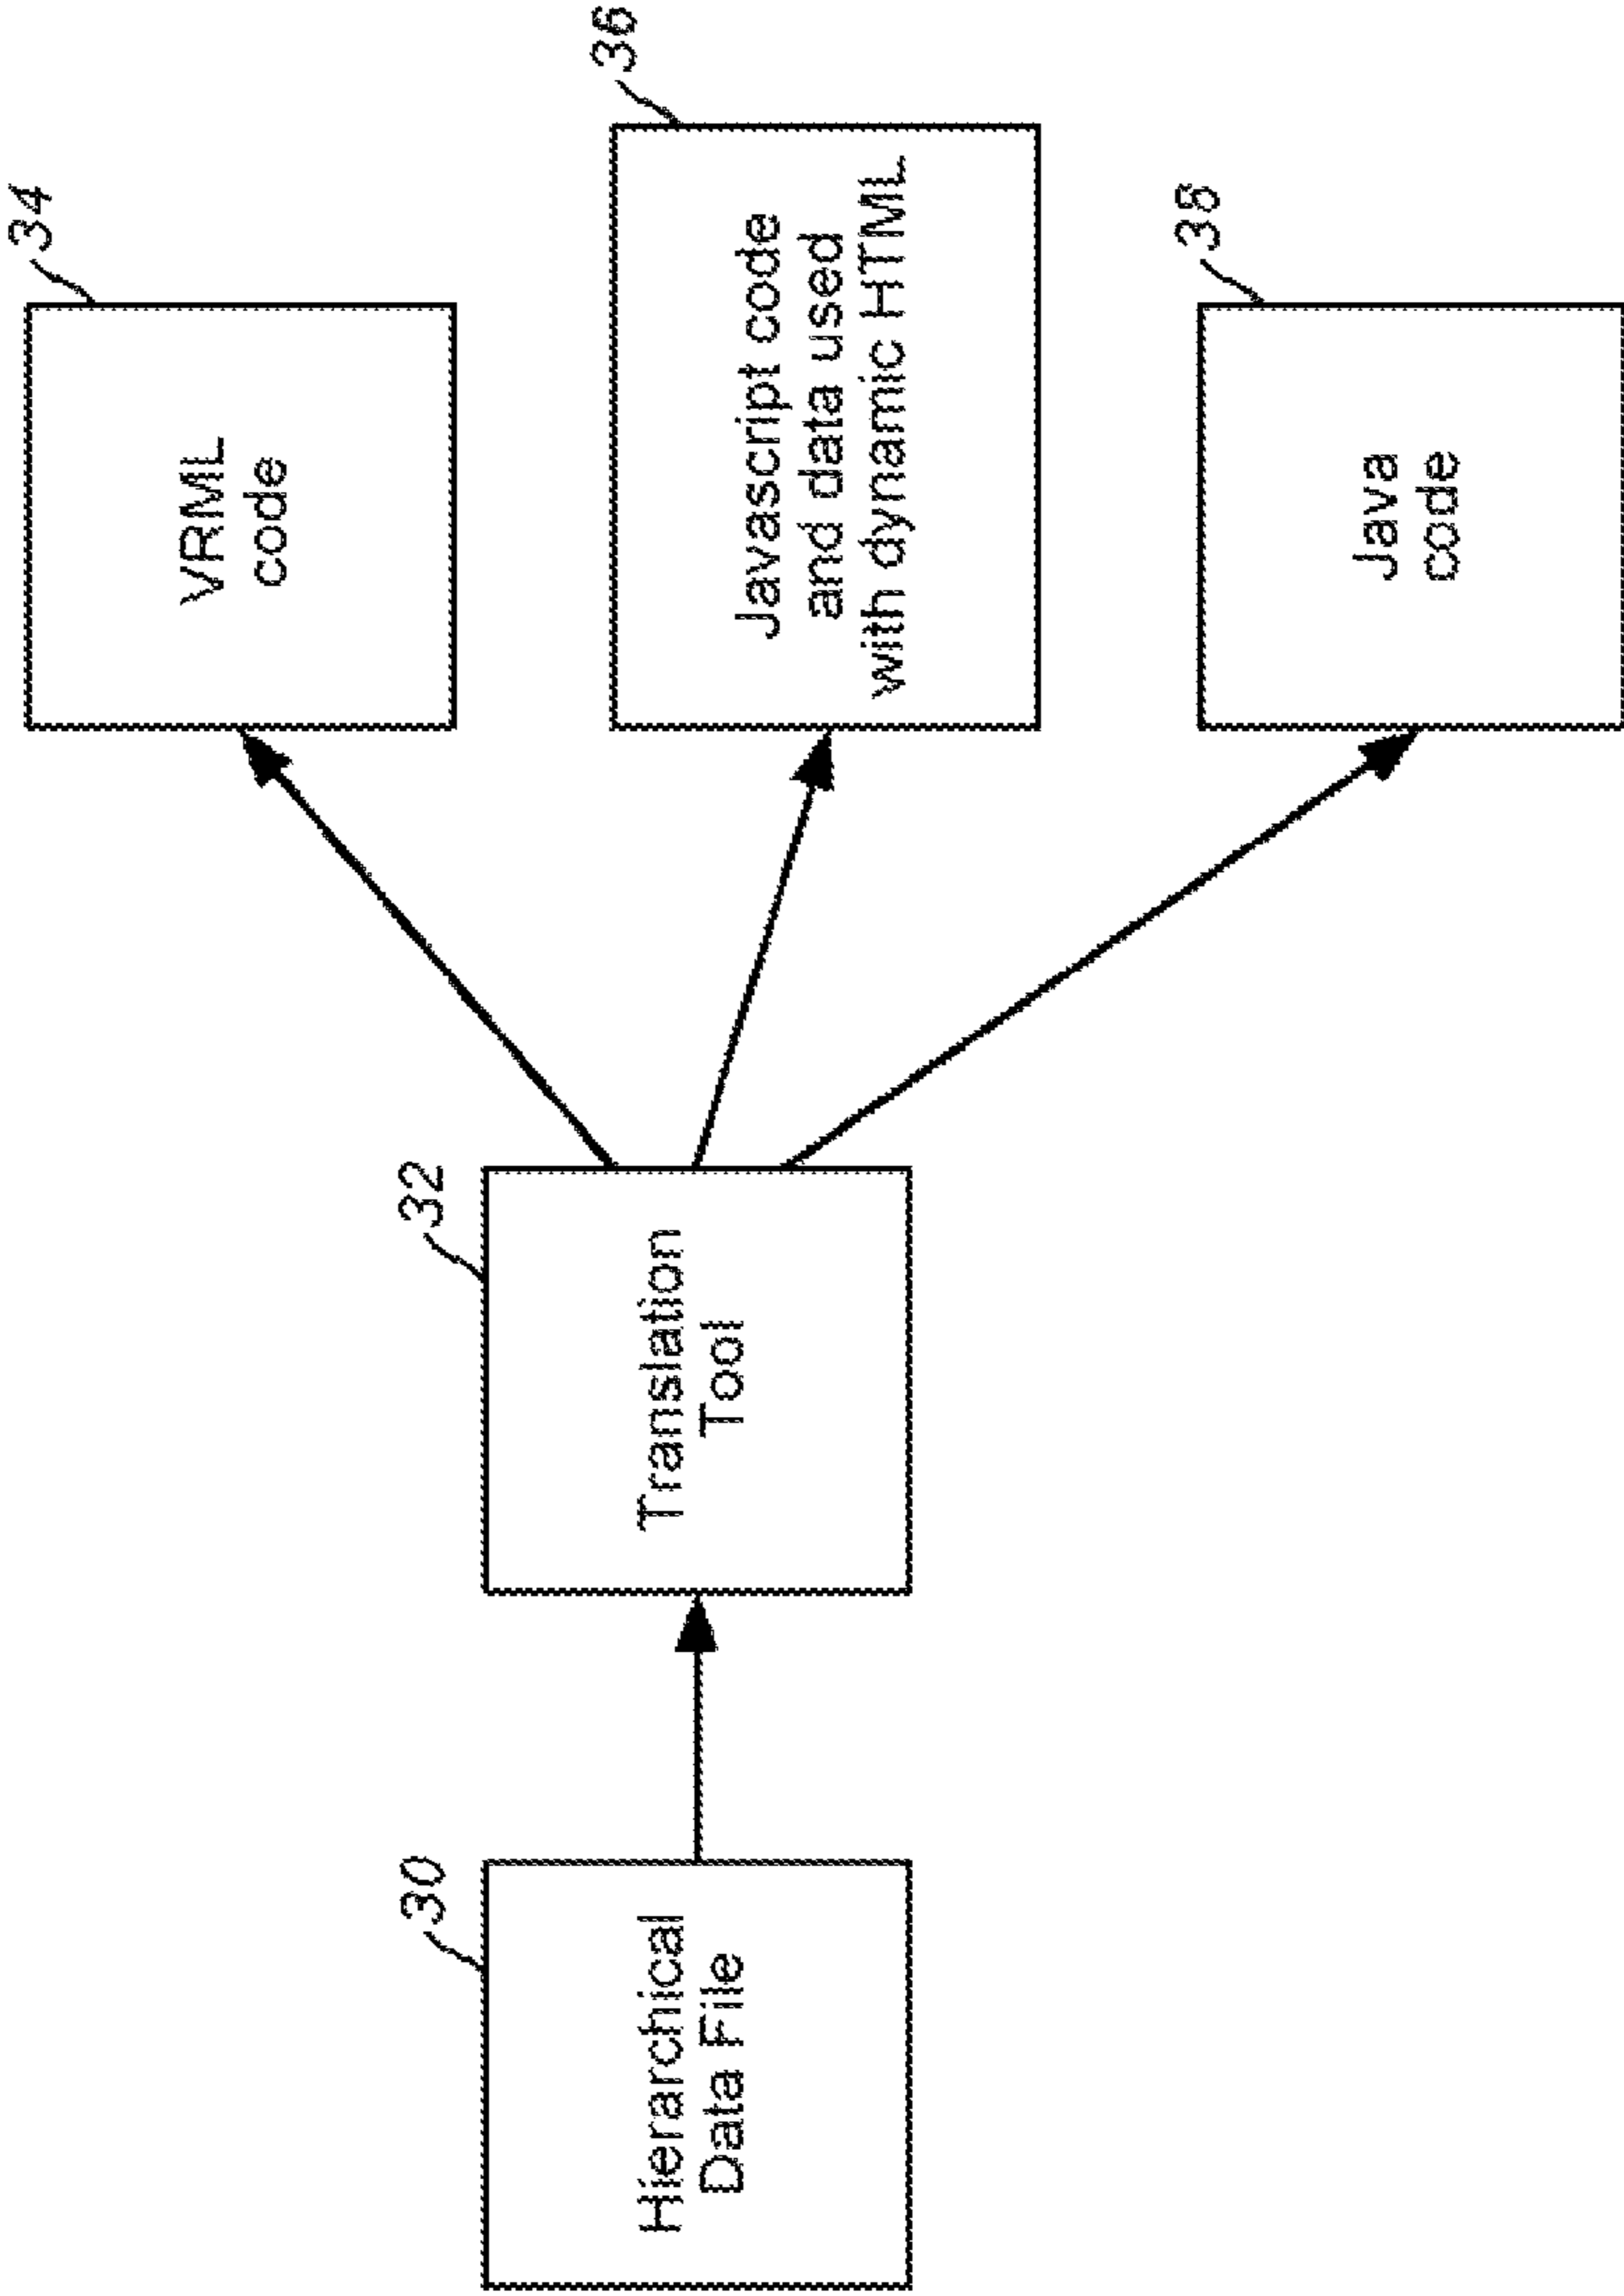 30
Hierarchical
Data File
32
Translation
Tool
34
VRML
code
36
Javascript code
and data used
with dynamic HTML
38
Java
code